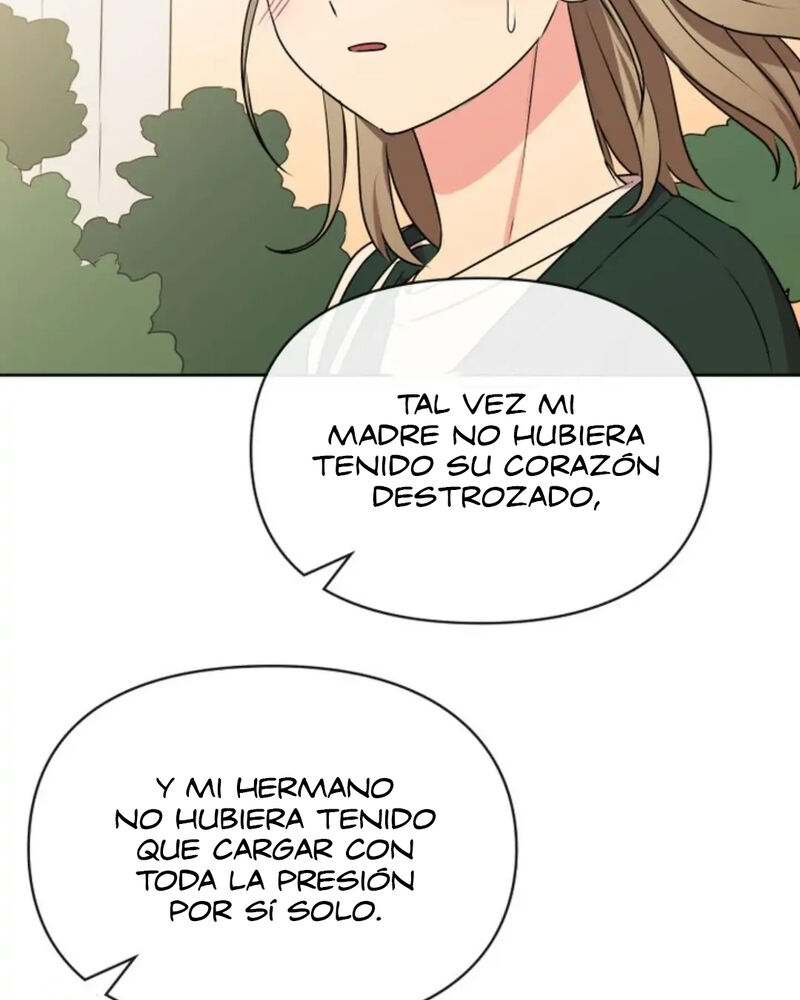 TAL VEZ MI
MADRE NO HUBIERA
TENIDO SU CORAZÓN
DESTROZADO,
Y MI HERMANO
NO HUBIERA TENIDO
QUE CARGAR CON
TODA LA PRESIÓN
POR SÍ SOLO.